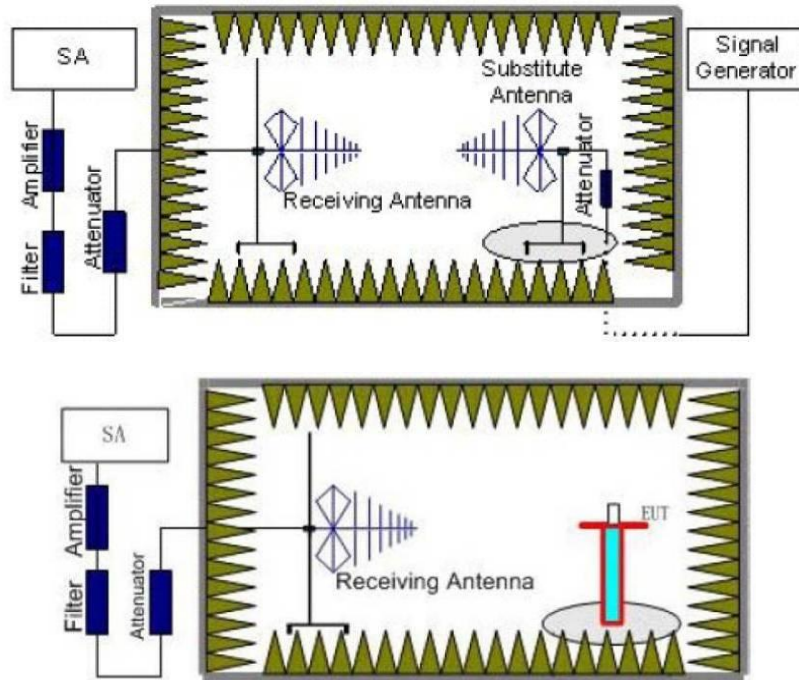 SA
Signal
Generator
Substitute
Antenna
Amplifier
Attenuator
Attenuator
Receiving Antenna
Filter
SA
Amplifier
EUT
Receiving Antenna
Filter
Attenuator